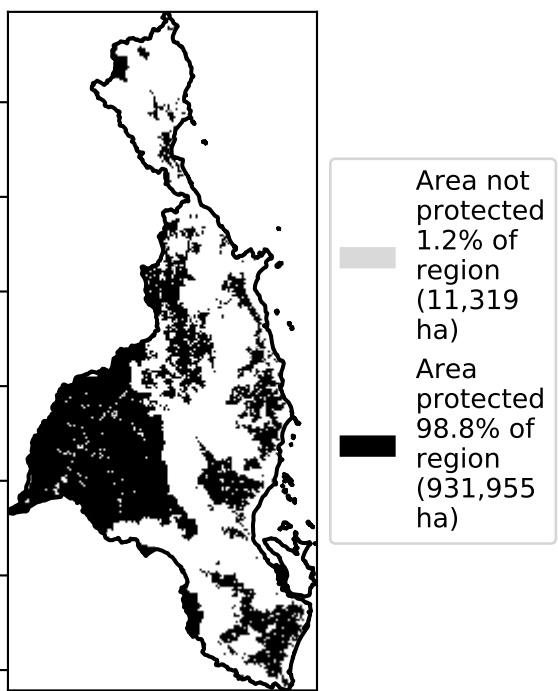 Area not
protected
1.2% of
region
(11,319
ha)
Area
protected
98.8% of
region
(931,955
ha)